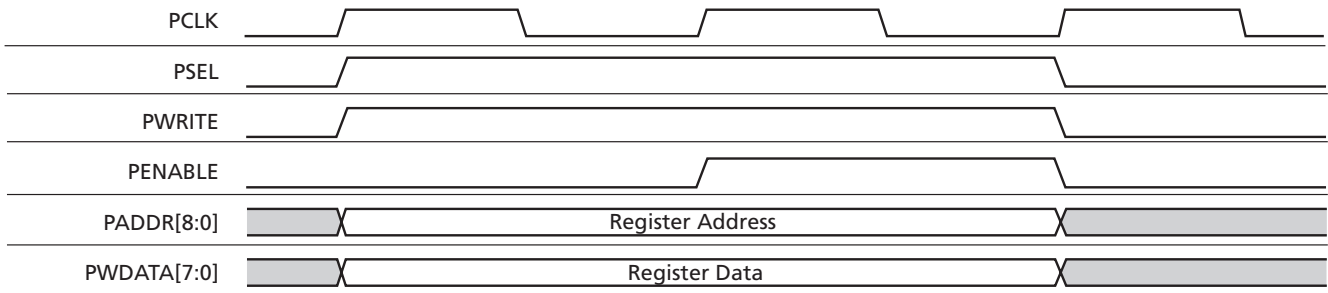 PCLK
PSEL
PWRITE
PENABLE
PADDR[8:0] Register Address
PWDATA[7:0] Register Data